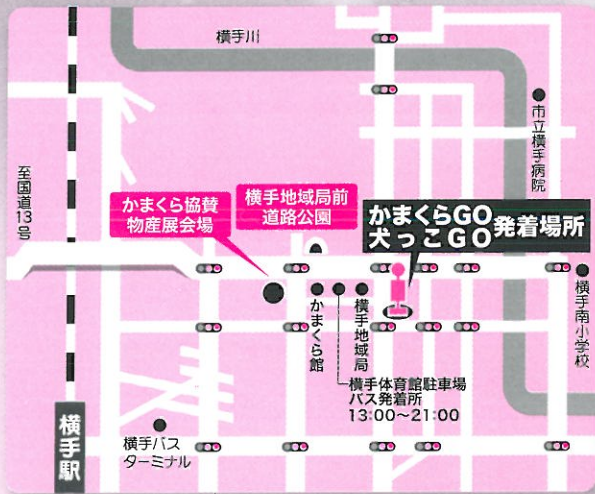 横手川
市立横手病院
至国道13号
かまくら協賛
物産展会場
横手地域局前
道路公園
かまくらGO
犬っこGO
発着場所
かまくら館
横手地域局
横手南小学校
横手体育館駐車場
バス発着所
13:00〜21:00
横手駅
横手バス
ターミナル